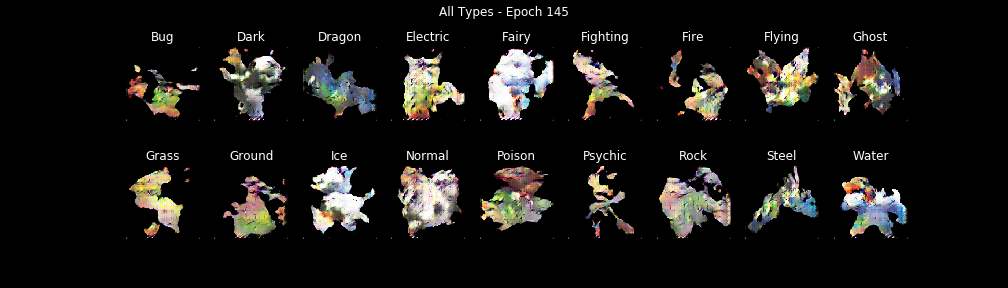 All Types - Epoch 145
Bug Dark Dragon Electric Fairy Fighting Fire Flying Ghost
Grass Ground Ice Normal Poison Psychic Rock Steel Water